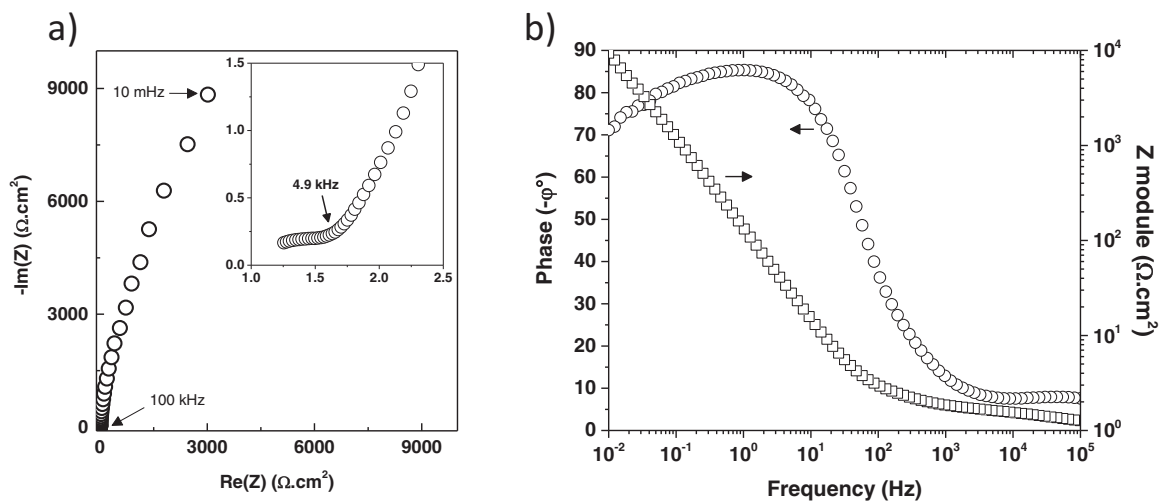 a)
9000
6000
3000
0
-Im(Z) (Ω.cm²)
10 mHz
100 kHz
0 3000 6000 9000
Re(Z) (Ω.cm²)
1.5
1.0
0.5
0.0
4.9 kHz
1.0 1.5 2.0 2.5
b)
90
80
70
60
50
40
30
20
10
0
Phase (-φ°)
10⁴
10³
10²
10¹
10⁰
Z module (Ω.cm²)
10⁻² 10⁻¹ 10⁰ 10¹ 10² 10³ 10⁴ 10⁵
Frequency (Hz)